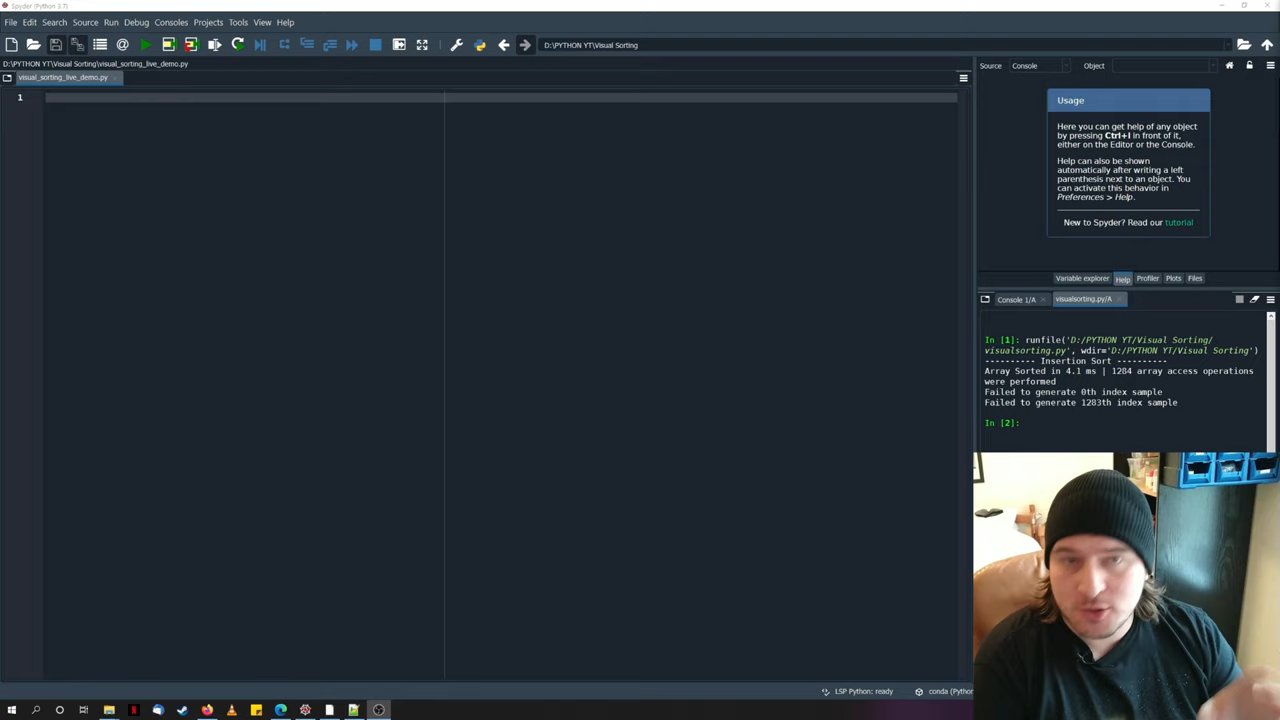 Spyder (Python 3.7)
File Edit Search Source Run Debug Consoles Projects Tools View Help
D:\PYTHON YT\Visual Sorting
D:\PYTHON YT\Visual Sorting\visual_sorting_live_demo.py
visual_sorting_live_demo.py
1
Source Console Object
Usage
Here you can get help of any object
by pressing Ctrl+I in front of it,
either on the Editor or the Console.
Help can also be shown
automatically after writing a left
parenthesis next to an object. You
can activate this behavior in
Preferences > Help.
New to Spyder? Read our tutorial
Variable explorer Help Profiler Plots Files
Console 1/A visualsorting.py/A
In [1]: runfile('D:/PYTHON YT/Visual Sorting/
visualsorting.py', wdir='D:/PYTHON YT/Visual Sorting')
---------- Insertion Sort ----------
Array Sorted in 4.1 ms | 1284 array access operations
were performed
Failed to generate 0th index sample
Failed to generate 1283th index sample
In [2]:
LSP Python: ready conda (Python